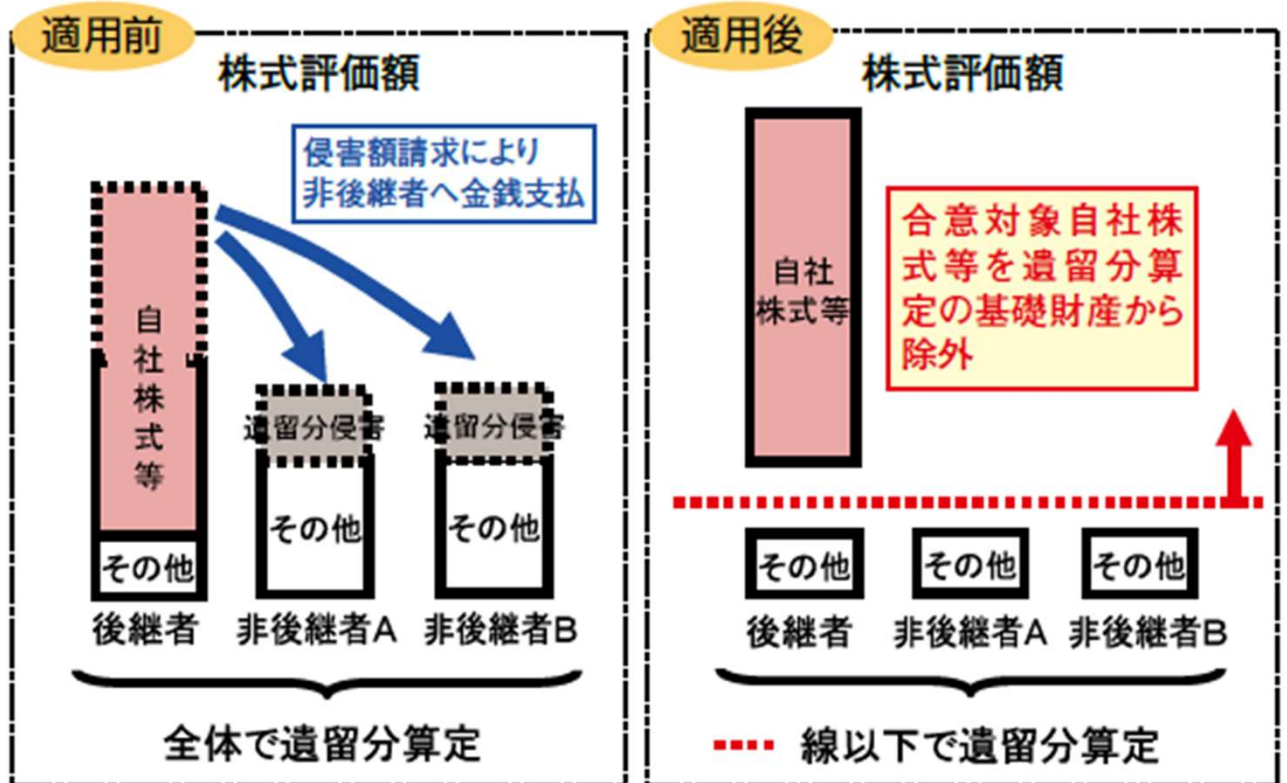 適用前
株式評価額
侵害額請求により
非後継者へ金銭支払
自社株式等
遺留分侵害
遺留分侵害
その他
その他
その他
後継者
非後継者A
非後継者B
全体で遺留分算定
適用後
株式評価額
自社
株式等
合意対象自社株
式等を遺留分算
定の基礎財産から
除外
その他
その他
その他
後継者
非後継者A
非後継者B
線以下で遺留分算定